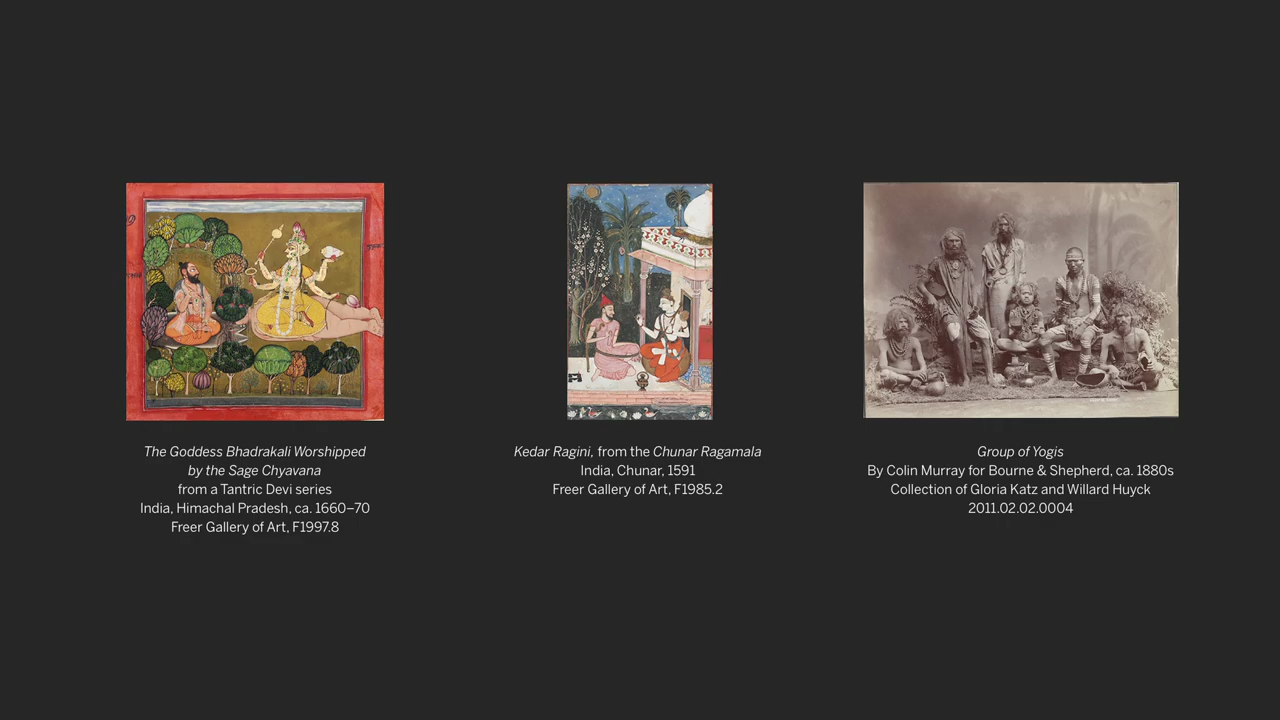 The Goddess Bhadrakali Worshipped
by the Sage Chyavana
from a Tantric Devi series
India, Himachal Pradesh, ca. 1660–70
Freer Gallery of Art, F1997.8
Kedar Ragini, from the Chunar Ragamala
India, Chunar, 1591
Freer Gallery of Art, F1985.2
Group of Yogis
By Colin Murray for Bourne & Shepherd, ca. 1880s
Collection of Gloria Katz and Willard Huyck
2011.02.02.0004